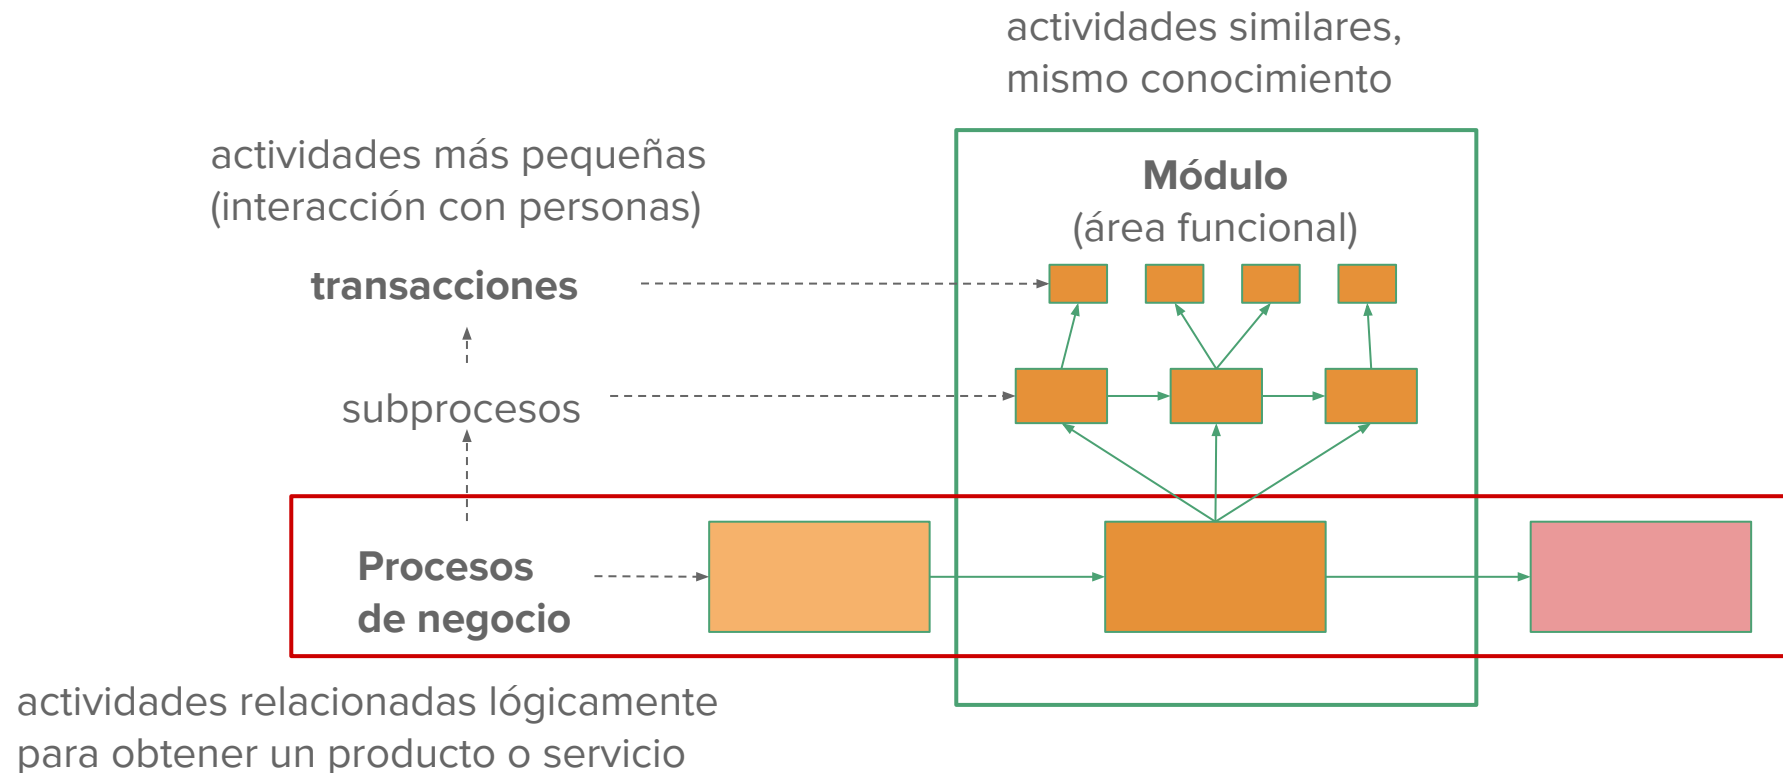 actividades similares,
mismo conocimiento
actividades más pequeñas
(interacción con personas)
Módulo
(área funcional)
transacciones
subprocesos
Procesos
de negocio
actividades relacionadas lógicamente
para obtener un producto o servicio